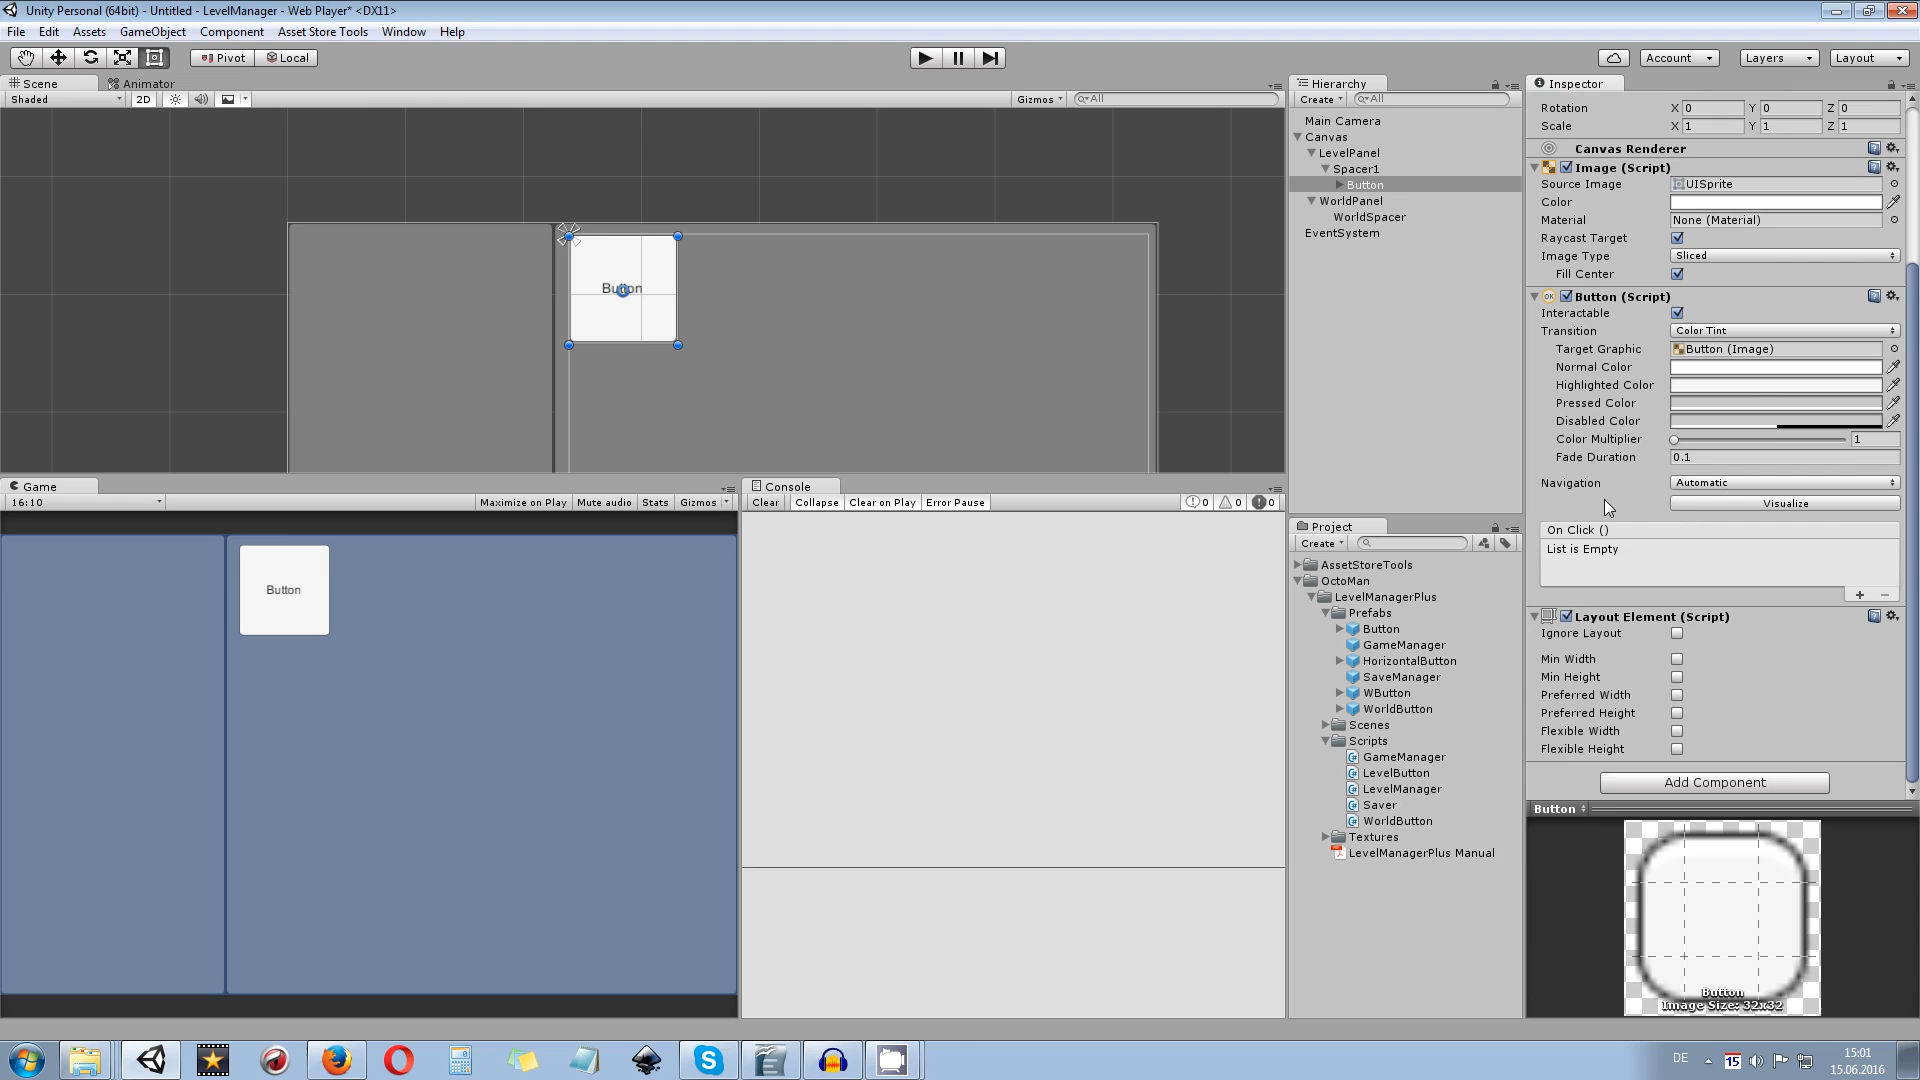 Unity Personal (64bit) - Untitled - LevelManager - Web Player* <DX11>
File Edit Assets GameObject Component Asset Store Tools Window Help
Pivot Local Account Layers Layout
Scene Animator
Shaded 2D Gizmos All
Button
Game
16:10 Maximize on Play Mute audio Stats Gizmos
Button
Console
Clear Collapse Clear on Play Error Pause 0 0 0
Hierarchy
Create All
Main Camera
Canvas
LevelPanel
Spacer1
Button
WorldPanel
WorldSpacer
EventSystem
Project
Create
AssetStoreTools
OctoMan
LevelManagerPlus
Prefabs
Button
GameManager
HorizontalButton
SaveManager
WButton
WorldButton
Scenes
Scripts
GameManager
LevelButton
LevelManager
Saver
WorldButton
Textures
LevelManagerPlus Manual
Inspector
Rotation X 0 Y 0 Z 0
Scale X 1 Y 1 Z 1
Canvas Renderer
Image (Script)
Source Image UISprite
Color
Material None (Material)
Raycast Target
Image Type Sliced
Fill Center
OK Button (Script)
Interactable
Transition Color Tint
Target Graphic Button (Image)
Normal Color
Highlighted Color
Pressed Color
Disabled Color
Color Multiplier 1
Fade Duration 0.1
Navigation Automatic
Visualize
On Click ()
List is Empty
+ −
Layout Element (Script)
Ignore Layout
Min Width
Min Height
Preferred Width
Preferred Height
Flexible Width
Flexible Height
Add Component
Button
Button
Image Size: 32x32
DE 15 15:01
15.06.2016